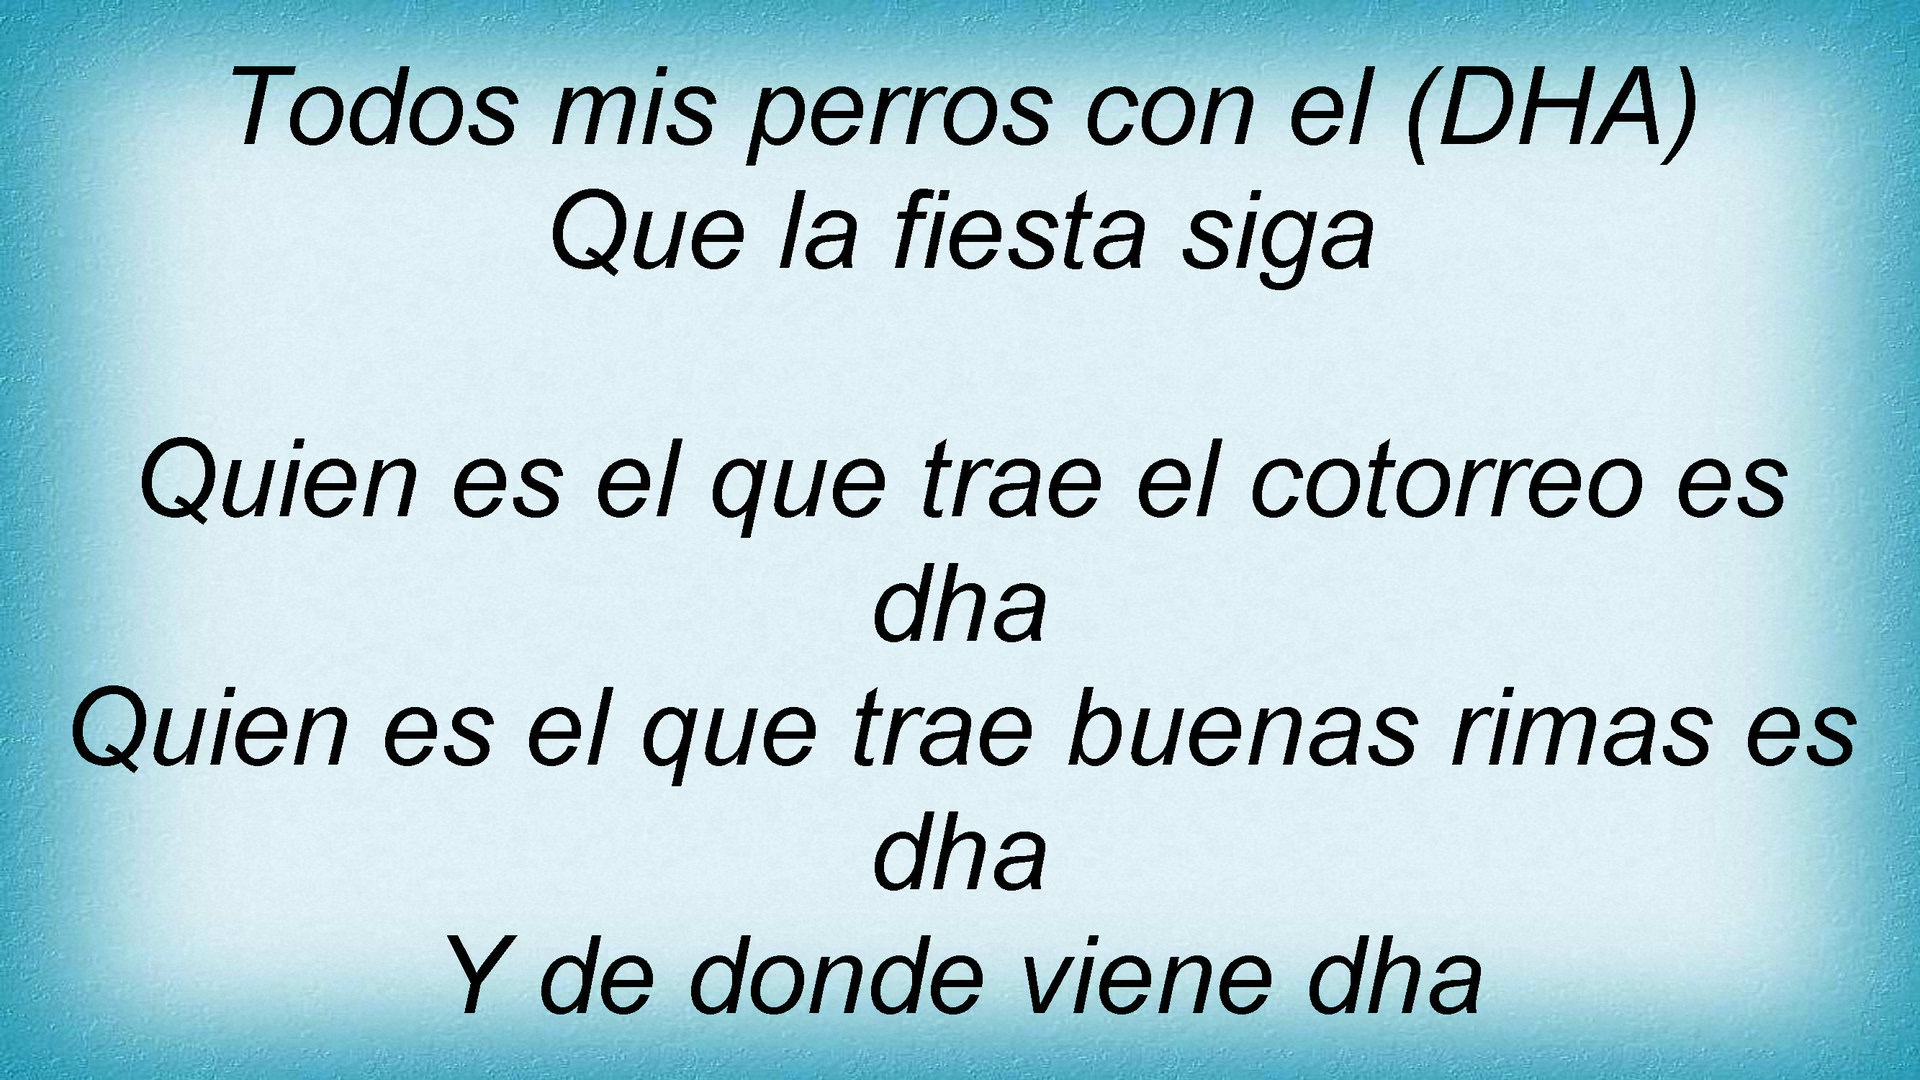 Todos mis perros con el (DHA)
Que la fiesta siga
Quien es el que trae el cotorreo es
dha
Quien es el que trae buenas rimas es
dha
Y de donde viene dha